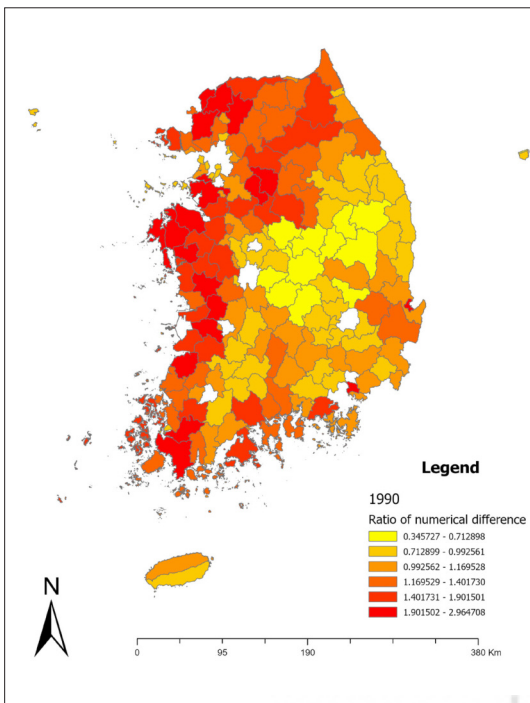 Legend
1990
Ratio of numerical difference
0.345727 - 0.712898
0.712899 - 0.992561
0.992562 - 1.169528
1.169529 - 1.401730
1.401731 - 1.901501
1.901502 - 2.964708
N
0 95 190 380 Km